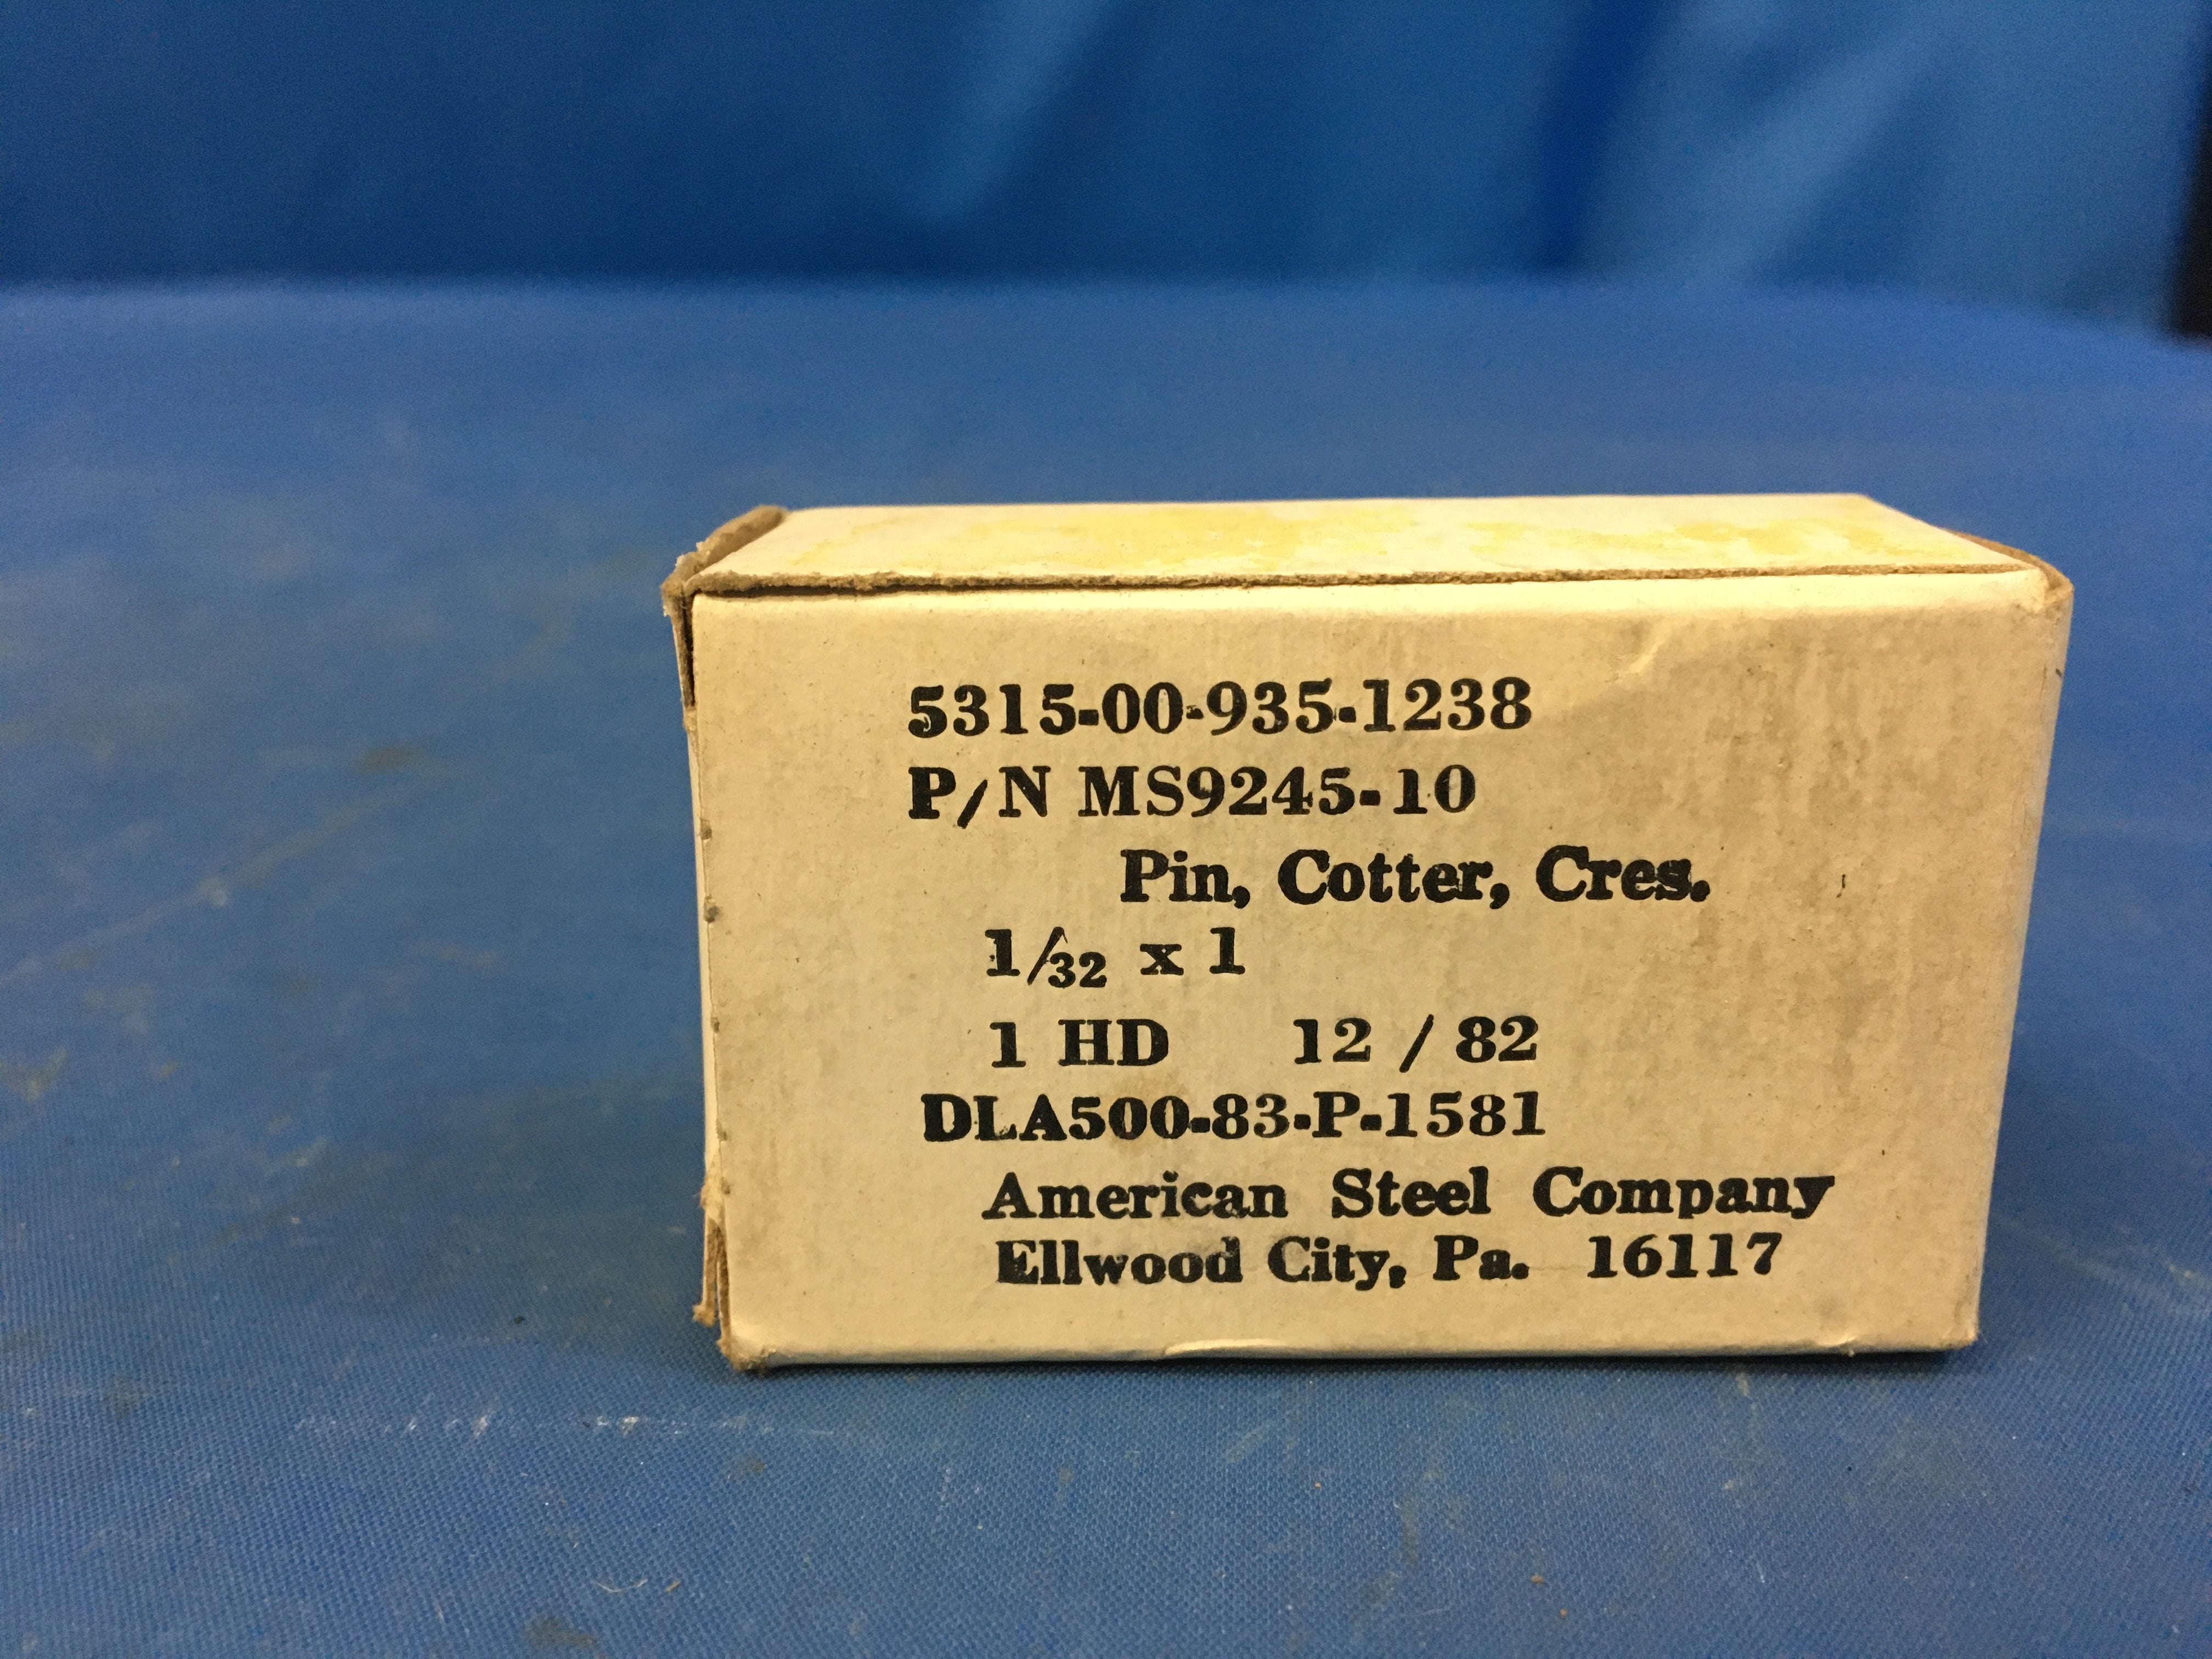 5315-00-935-1238
P/N MS9245-10
Pin, Cotter, Cres.
1/32 x 1
1 HD 12 / 82
DLA500-83-P-1581
American Steel Company
Ellwood City, Pa. 16117